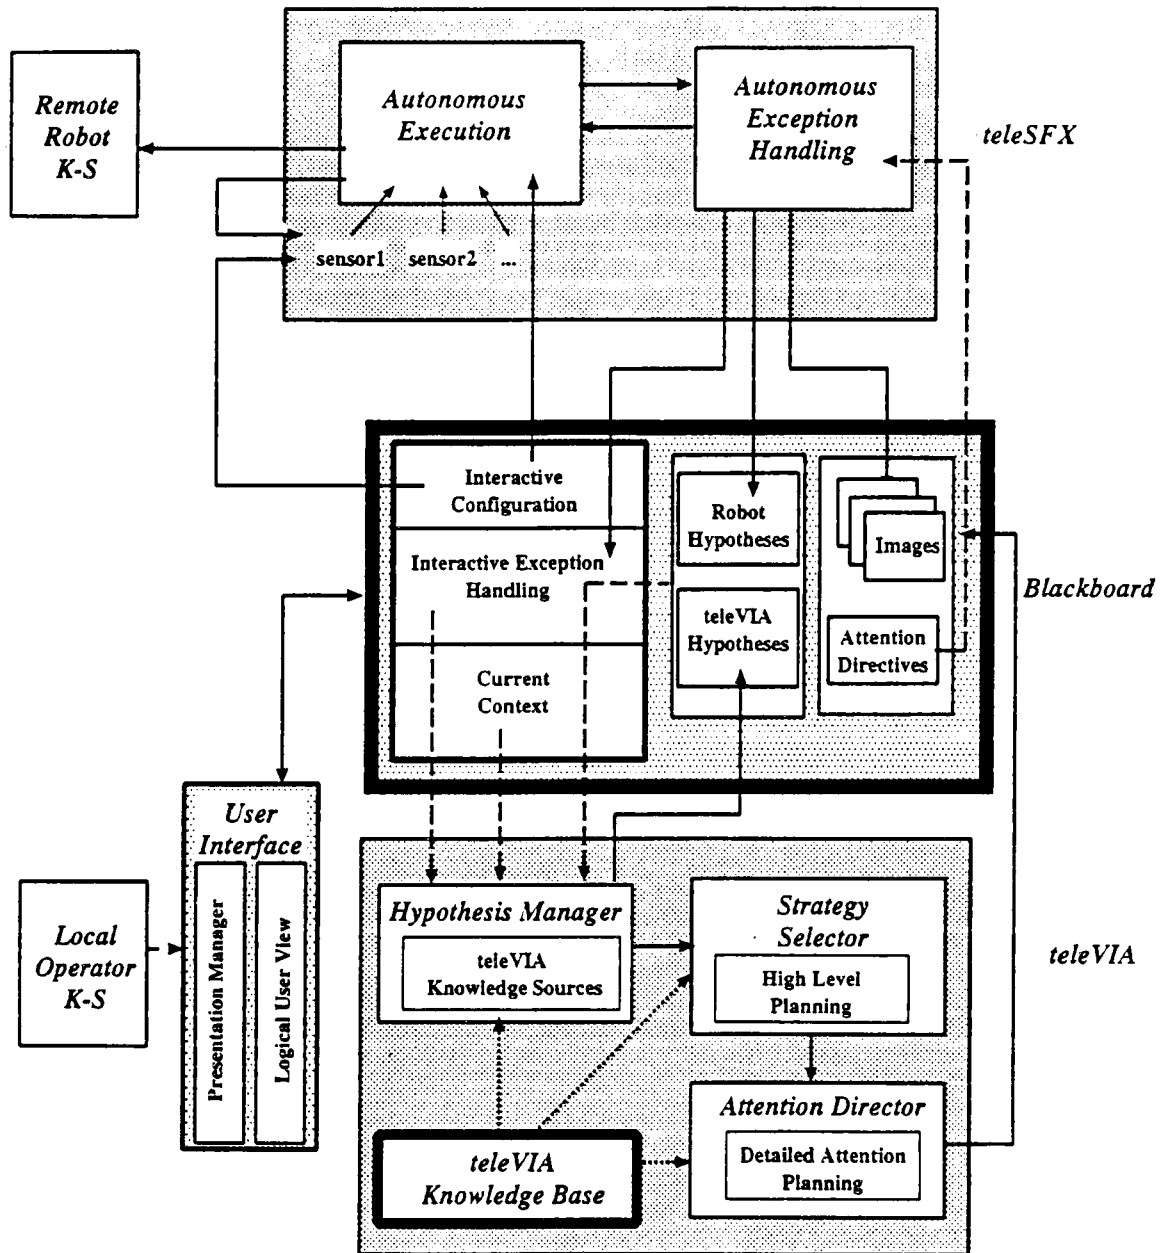 Remote
Robot
K-S
Autonomous
Execution
Autonomous
Exception
Handling
teleSFX
sensor1
sensor2
...
Interactive
Configuration
Interactive Exception
Handling
Current
Context
Robot
Hypotheses
teleVIA
Hypotheses
Images
Attention
Directives
Blackboard
User
Interface
Presentation Manager
Logical User View
Local
Operator
K-S
Hypothesis Manager
teleVIA
Knowledge Sources
Strategy
Selector
High Level
Planning
teleVIA
Attention Director
Detailed Attention
Planning
teleVIA
Knowledge Base